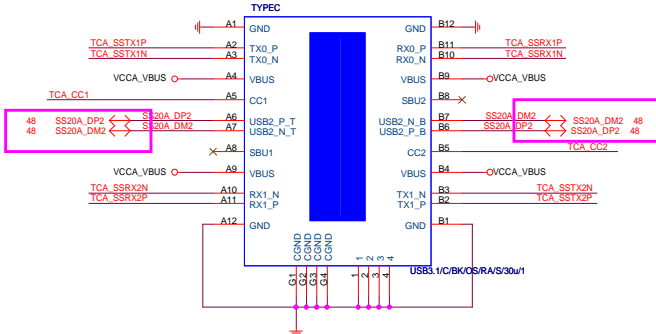 TYPEC
A1 GND GND B12
TCA_SSTX1P A2 TX0_P RX0_P B11 TCA_SSRX1P
TCA_SSTX1N A3 TX0_N RX0_N B10 TCA_SSRX1N
VCCA_VBUS A4 VBUS VBUS B9 VCCA_VBUS
TCA_CC1 A5 CC1 SBU2 B8
48 SS20A_DP2 SS20A_DP2 A6 USB2_P_T USB2_N_B B7 SS20A_DM2 SS20A_DM2 48
48 SS20A_DM2 SS20A_DM2 A7 USB2_N_T USB2_P_B B6 SS20A_DP2 SS20A_DP2 48
A8 SBU1 CC2 B5 TCA_CC2
VCCA_VBUS A9 VBUS VBUS B4 VCCA_VBUS
TCA_SSRX2N A10 RX1_N TX1_N B3 TCA_SSTX2N
TCA_SSRX2P A11 RX1_P TX1_P B2 TCA_SSTX2P
A12 GND GND B1
CGND CGND CGND CGND 1 2 3 4
USB3.1/C/BK/OS/RA/S/30u/1
G1 G2 G3 G4 1 2 3 4